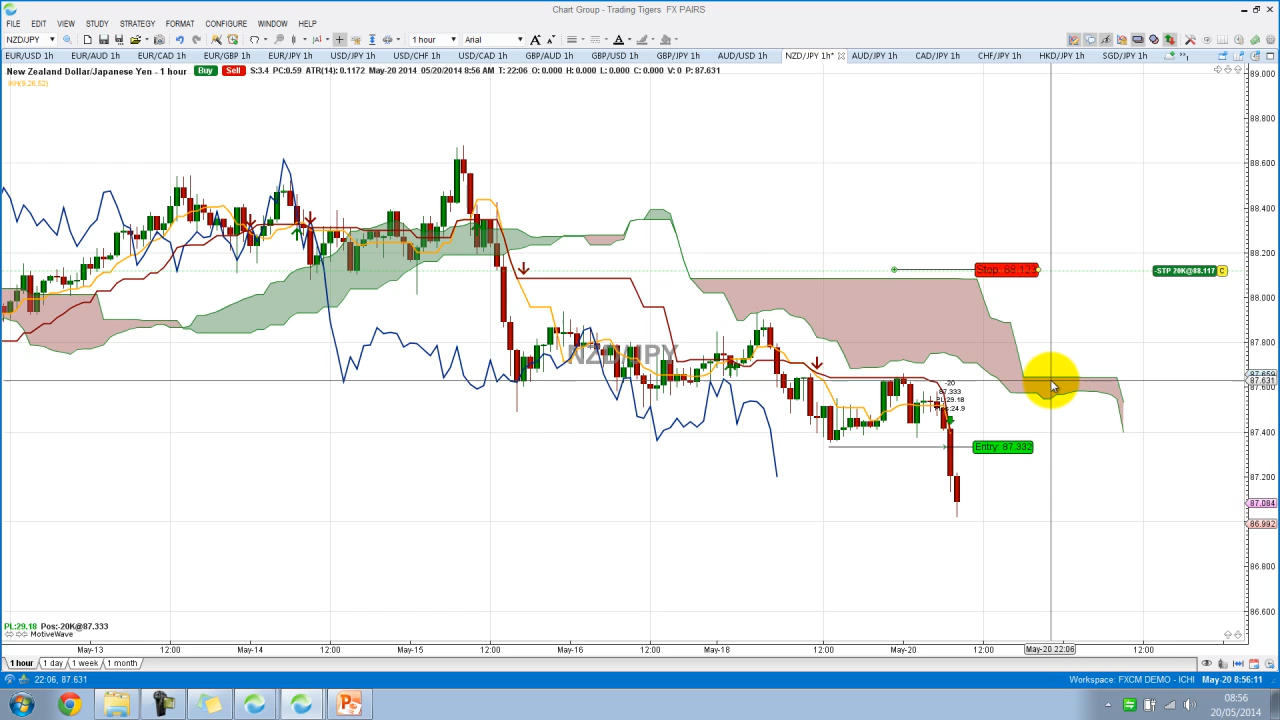 Chart Group - Trading Tigers FX PAIRS
FILE EDIT VIEW STUDY STRATEGY FORMAT CONFIGURE WINDOW HELP
NZD/JPY 1 hour Arial
EUR/USD 1h EUR/AUD 1h EUR/CAD 1h EUR/GBP 1h EUR/JPY 1h USD/JPY 1h USD/CHF 1h USD/CAD 1h GBP/AUD 1h GBP/USD 1h GBP/JPY 1h AUD/USD 1h NZD/JPY 1h* AUD/JPY 1h CAD/JPY 1h CHF/JPY 1h HKD/JPY 1h SGD/JPY 1h
New Zealand Dollar/Japanese Yen - 1 hour Buy Sell S:3.4 PC:0.59 ATR(14): 0.1172 May-20 2014 05/20/2014 8:56 AM T: 22:06 O: 0.000 H: 0.000 L: 0.000 C: 0.000 V: 0 P: 87.631
IKH(9,26,52)
89.000
88.800
88.600
88.400
88.200
Stop: 88.123
-STP 20K@88.117 C
88.000
87.800
NZD/JPY
87.659
87.631
87.600
-20
87.333
PL:29.18
87.400
Entry: 87.332
87.200
87.084
86.992
86.800
86.600
PL:29.18 Pos:-20K@87.333
MotiveWave
May-13 12:00 May-14 12:00 May-15 12:00 May-16 12:00 May-18 12:00 May-20 12:00 May-20 22:06 12:00
1 hour 1 day 1 week 1 month
22:06, 87.631 Workspace: FXCM DEMO - ICHI May-20 8:56:11
08:56
20/05/2014